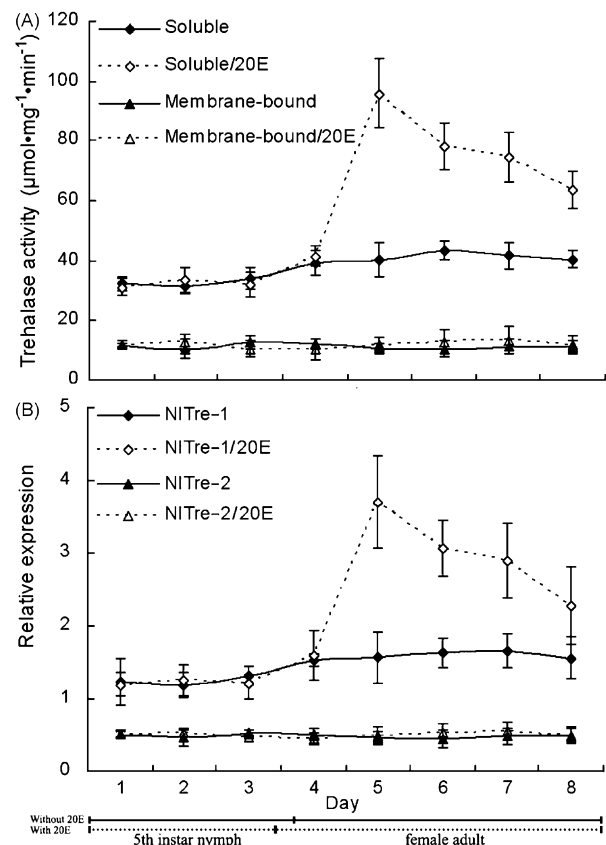 (A)
Trehalase activity (μmol•mg⁻¹•min⁻¹)
120
100
80
60
40
20
0
Soluble
Soluble/20E
Membrane-bound
Membrane-bound/20E
(B)
Relative expression
5
4
3
2
1
0
NlTre-1
NlTre-1/20E
NlTre-2
NlTre-2/20E
1 2 3 4 5 6 7 8
Day
Without 20E
With 20E
5th instar nymph female adult